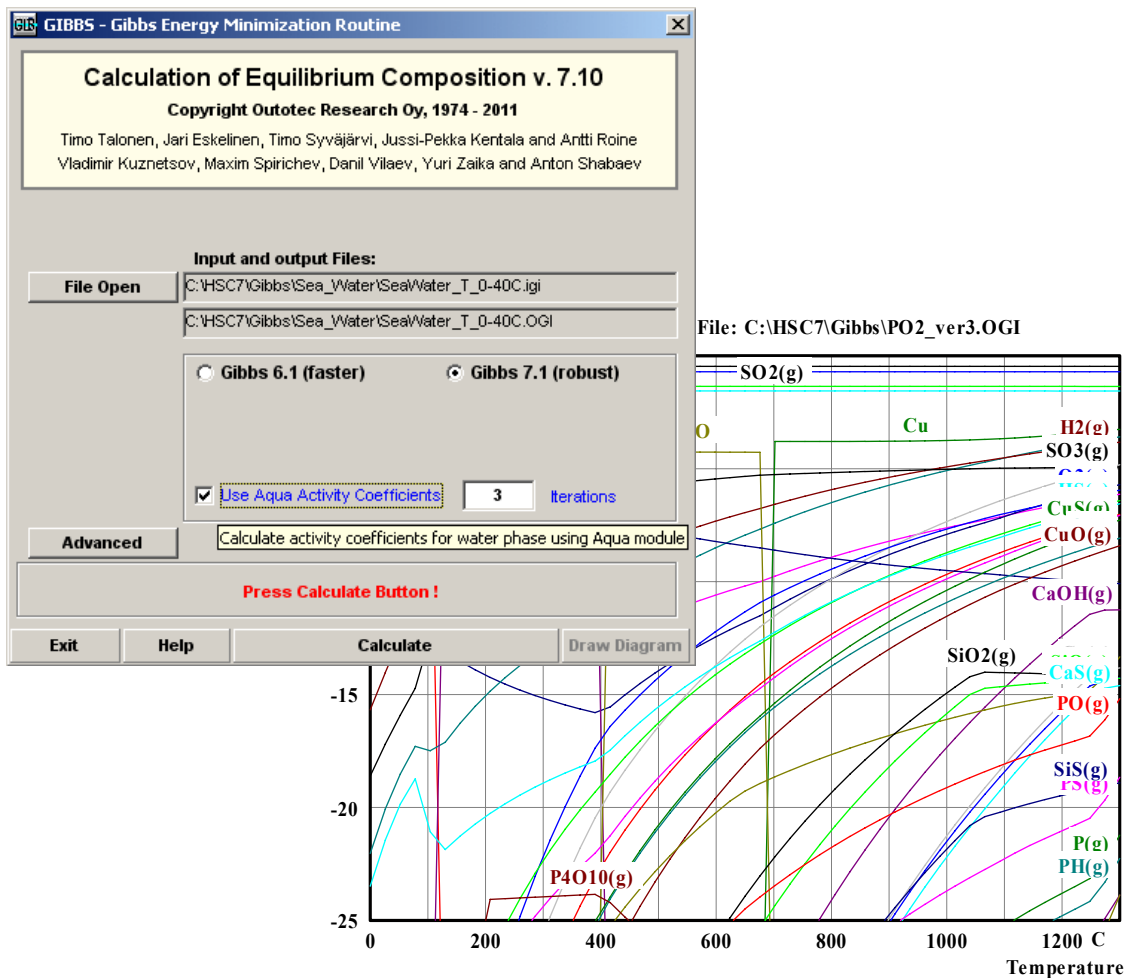 GIBBS - Gibbs Energy Minimization Routine
Calculation of Equilibrium Composition v. 7.10
Copyright Outotec Research Oy, 1974 - 2011
Timo Talonen, Jari Eskelinen, Timo Syväjärvi, Jussi-Pekka Kentala and Antti Roine
Vladimir Kuznetsov, Maxim Spirichev, Danil Vilaev, Yuri Zaika and Anton Shabaev
Input and output Files:
File Open
C:\HSC7\Gibbs\Sea_Water\SeaWater_T_0-40C.igi
C:\HSC7\Gibbs\Sea_Water\SeaWater_T_0-40C.OGI
Gibbs 6.1 (faster)
Gibbs 7.1 (robust)
Use Aqua Activity Coefficients
3
Iterations
Advanced
Calculate activity coefficients for water phase using Aqua module
Press Calculate Button !
Exit
Help
Calculate
Draw Diagram
File: C:\HSC7\Gibbs\PO2_ver3.OGI
SO2(g)
O
Cu
H2(g)
SO3(g)
CuS(g)
CuO(g)
CaOH(g)
SiO2(g)
CaS(g)
PO(g)
SiS(g)
PS(g)
P(g)
PH(g)
P4O10(g)
-15
-20
-25
0 200 400 600 800 1000 1200 C
Temperature